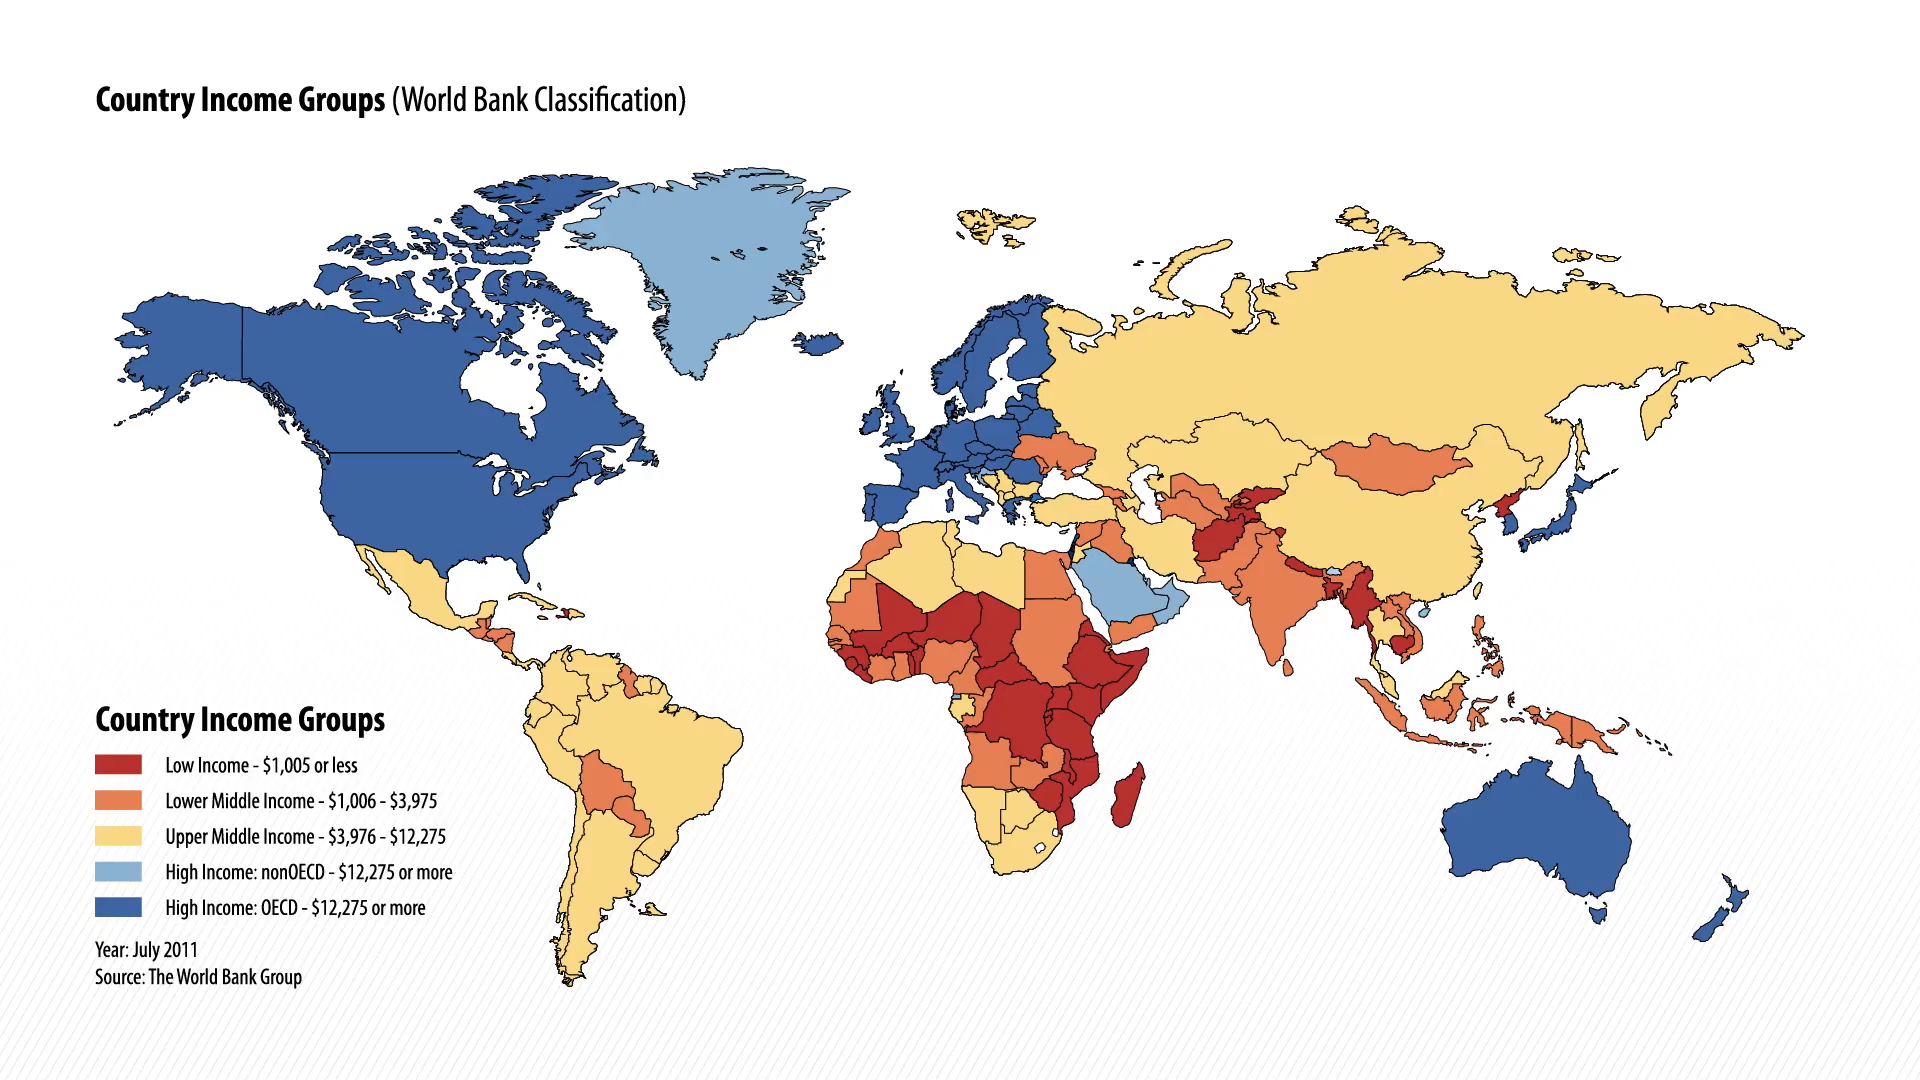 Country Income Groups (World Bank Classification)
Country Income Groups
Low Income - $1,005 or less
Lower Middle Income - $1,006 - $3,975
Upper Middle Income - $3,976 - $12,275
High Income: nonOECD - $12,275 or more
High Income: OECD - $12,275 or more
Year: July 2011
Source: The World Bank Group